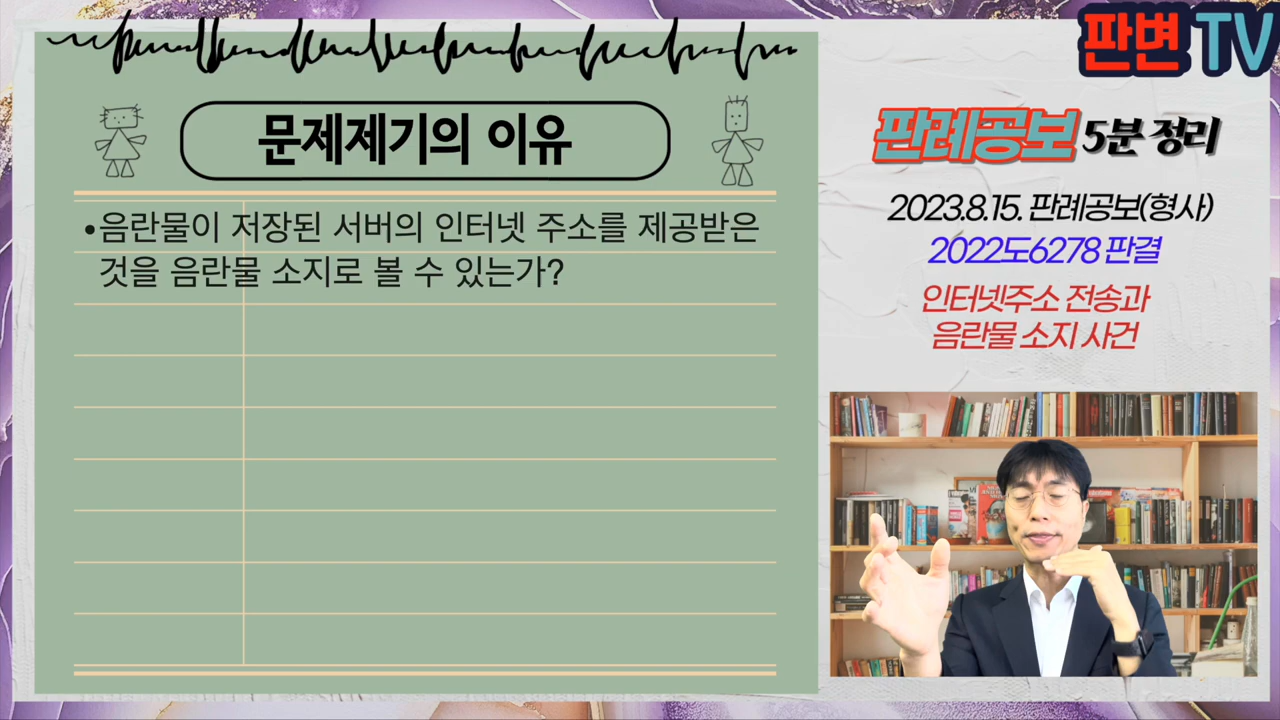 판변 TV
문제제기의 이유
•음란물이 저장된 서버의 인터넷 주소를 제공받은
것을 음란물 소지로 볼 수 있는가?
판례공보 5분 정리
2023.8.15. 판례공보(형사)
2022도6278 판결
인터넷주소 전송과
음란물 소지 사건